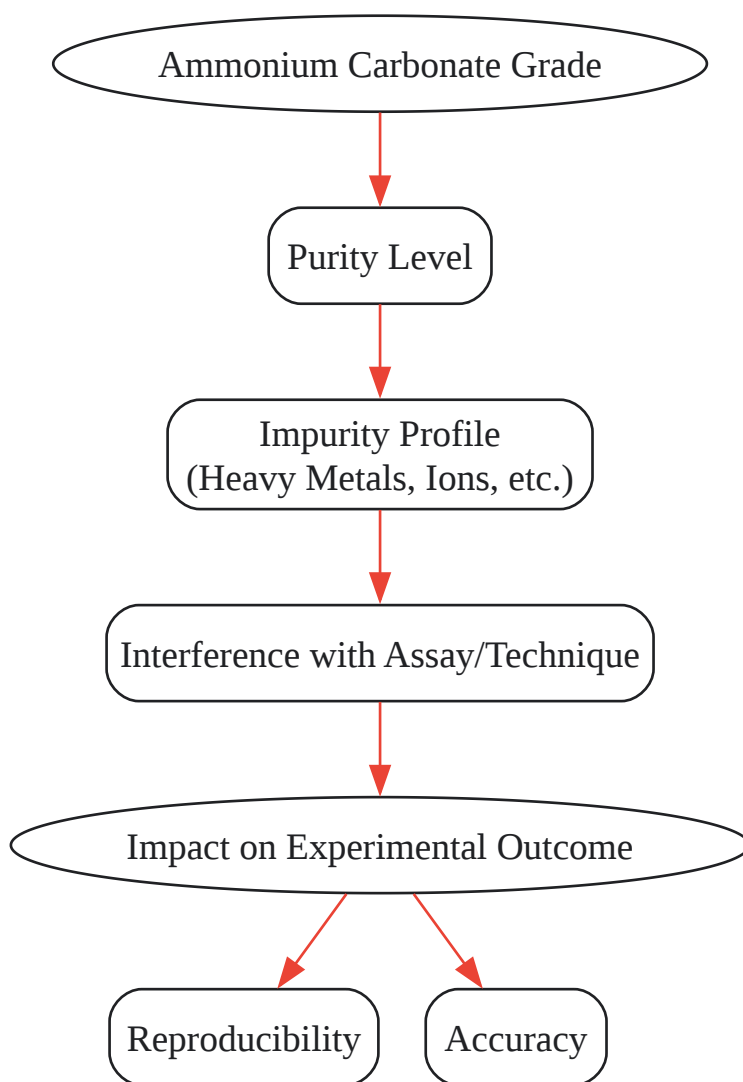 Ammonium Carbonate Grade
Purity Level
Impurity Profile
(Heavy Metals, Ions, etc.)
Interference with Assay/Technique
Impact on Experimental Outcome
Reproducibility
Accuracy